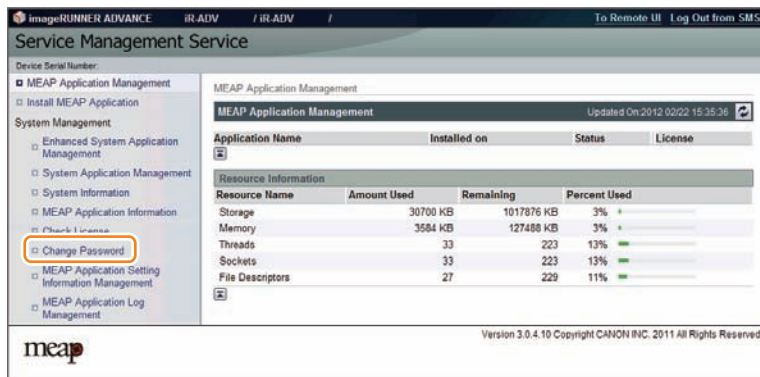 imageRUNNER ADVANCE iR-ADV / iR-ADV / To Remote UI Log Out from SMS
Service Management Service
Device Serial Number:
MEAP Application Management
Install MEAP Application
System Management
Enhanced System Application
Management
System Application Management
System Information
MEAP Application Information
Check License
Change Password
MEAP Application Setting
Information Management
MEAP Application Log
Management
MEAP Application Management
MEAP Application Management Updated On:2012 02/22 15:35:36
Application Name Installed on Status License
Resource Information
Resource Name Amount Used Remaining Percent Used
Storage 30700 KB 1017876 KB 3%
Memory 3584 KB 127488 KB 3%
Threads 33 223 13%
Sockets 33 223 13%
File Descriptors 27 229 11%
Version 3.0.4.10 Copyright CANON INC. 2011 All Rights Reserved
meap